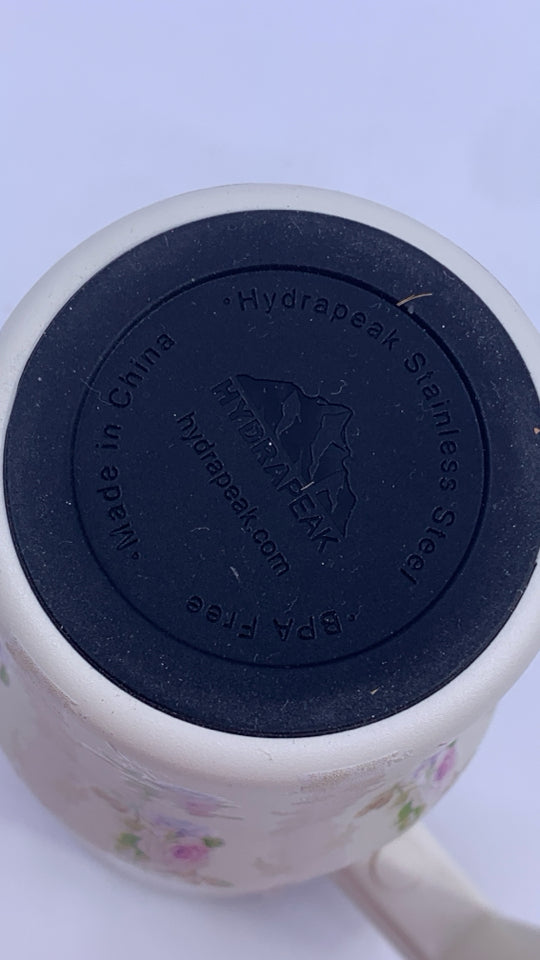 •Hydrapeak Stainless Steel
•BPA Free
•Made in China
HYDRAPEAK
hydrapeak.com